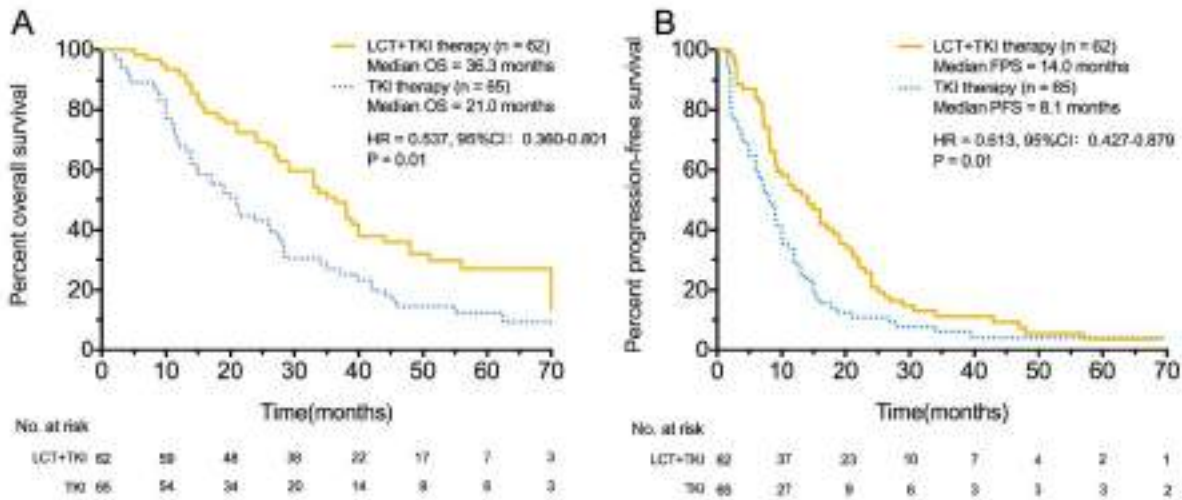 A
Percent overall survival
100
80
60
40
20
0
LCT+TKI therapy (n = 62)
Median OS = 36.3 months
TKI therapy (n = 65)
Median OS = 21.0 months
HR = 0.537, 95%CI: 0.360-0.801
P = 0.01
0 10 20 30 40 50 60 70
Time(months)
No. at risk
LCT+TKI 62 59 48 38 22 17 7 3
TKI 65 54 34 20 14 9 6 3
B
Percent progression-free survival
100
80
60
40
20
0
LCT+TKI therapy (n = 62)
Median FPS = 14.0 months
TKI therapy (n = 65)
Median PFS = 8.1 months
HR = 0.613, 95%CI: 0.427-0.879
P = 0.01
0 10 20 30 40 50 60 70
Time(months)
No. at risk
LCT+TKI 62 37 23 10 7 4 2 1
TKI 65 27 9 6 3 3 3 2